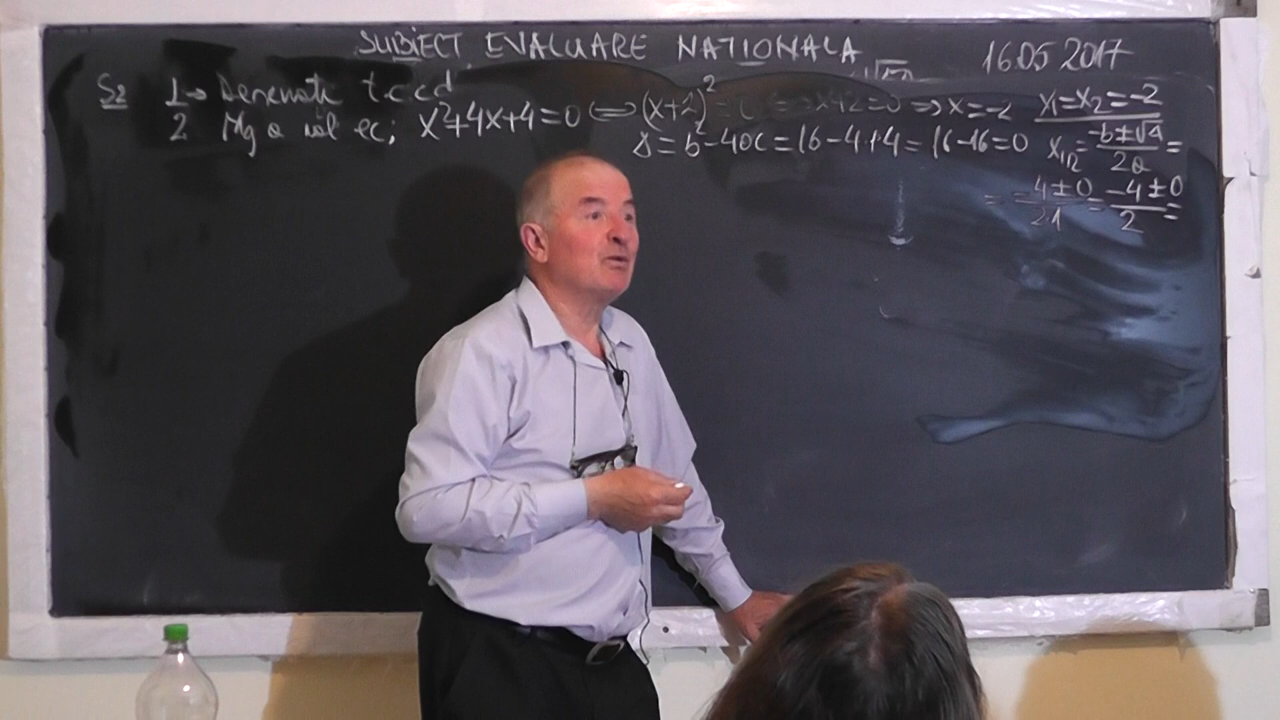 SUBIECT EVALUARE NATIONALA 16.05 2017
S2 1→ Desenati t.c.c.d
2 Mg a sol ec; x²+4x+4=0 ⟺ (x+2)²=0 ⟺ x+2=0 ⟹ x=-2 x₁=x₂=-2
Δ=b²-4ac=16-4·1·4=16-16=0 x₁,₂=(-b±√Δ)/2a=
= (-4±0)/2·1=(-4±0)/2=